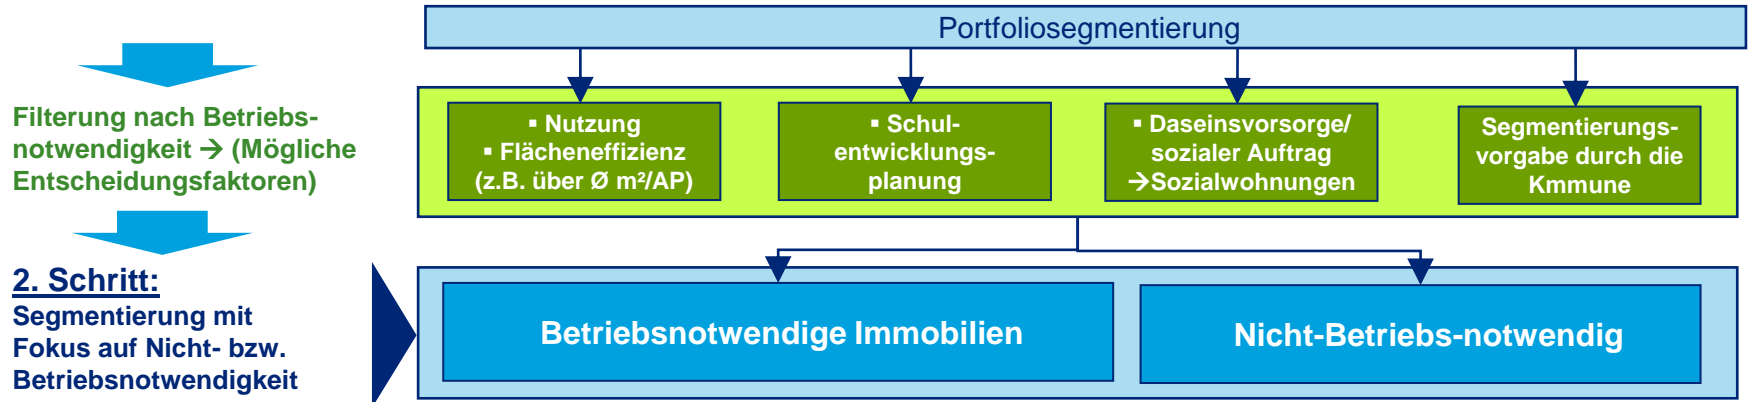 Portfoliosegmentierung
Filterung nach Betriebs-
notwendigkeit → (Mögliche
Entscheidungsfaktoren)
▪ Nutzung
▪ Flächeneffizienz
(z.B. über Ø m²/AP)
▪ Schul-
entwicklungs-
planung
▪ Daseinsvorsorge/
sozialer Auftrag
→Sozialwohnungen
Segmentierungs-
vorgabe durch die
Kmmune
2. Schritt:
Segmentierung mit
Fokus auf Nicht- bzw.
Betriebsnotwendigkeit
Betriebsnotwendige Immobilien
Nicht-Betriebs-notwendig